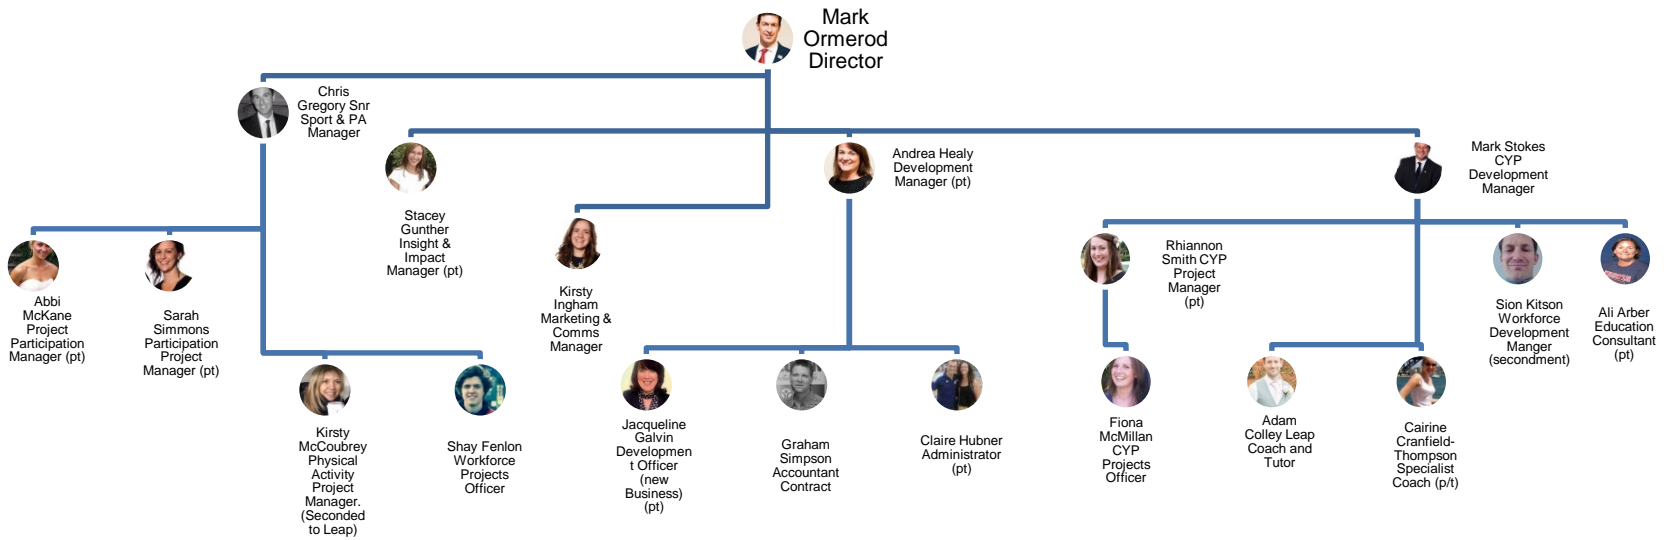 Mark
Ormerod
Director
Chris
Gregory Snr
Sport & PA
Manager
Andrea Healy
Development
Manager (pt)
Mark Stokes
CYP
Development
Manager
Stacey
Gunther
Insight &
Impact
Manager (pt)
Kirsty
Ingham
Marketing &
Comms
Manager
Rhiannon
Smith CYP
Project
Manager
(pt)
Sion Kitson
Workforce
Development
Manger
(secondment)
Ali Arber
Education
Consultant
(pt)
Abbi
McKane
Project
Participation
Manager (pt)
Sarah
Simmons
Participation
Project
Manager (pt)
Kirsty
McCoubrey
Physical
Activity
Project
Manager.
(Seconded
to Leap)
Shay Fenlon
Workforce
Projects
Officer
Jacqueline
Galvin
Developmen
t Officer
(new
Business)
(pt)
Graham
Simpson
Accountant
Contract
Claire Hubner
Administrator
(pt)
Fiona
McMillan
CYP
Projects
Officer
Adam
Colley Leap
Coach and
Tutor
Cairine
Cranfield-
Thompson
Specialist
Coach (p/t)